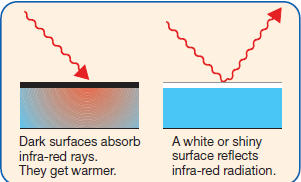 Dark surfaces absorb
infra-red rays.
They get warmer.
A white or shiny
surface reflects
infra-red radiation.